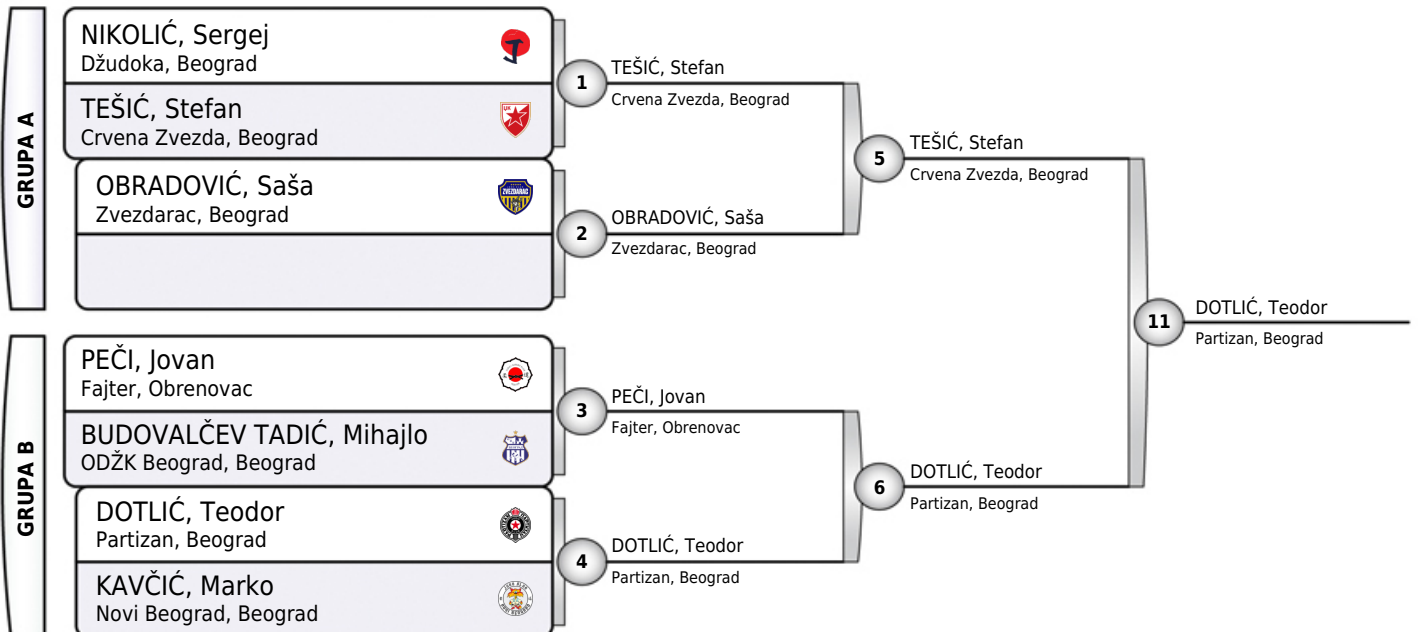 GRUPA A
NIKOLIĆ, Sergej
Džudoka, Beograd
TEŠIĆ, Stefan
Crvena Zvezda, Beograd
OBRADOVIĆ, Saša
Zvezdarac, Beograd
ZVEZDARAC
1
TEŠIĆ, Stefan
Crvena Zvezda, Beograd
2
OBRADOVIĆ, Saša
Zvezdarac, Beograd
5
TEŠIĆ, Stefan
Crvena Zvezda, Beograd
GRUPA B
PEČI, Jovan
Fajter, Obrenovac
BUDOVALČEV TADIĆ, Mihajlo
ODŽK Beograd, Beograd
DOTLIĆ, Teodor
Partizan, Beograd
KAVČIĆ, Marko
Novi Beograd, Beograd
3
PEČI, Jovan
Fajter, Obrenovac
4
DOTLIĆ, Teodor
Partizan, Beograd
6
DOTLIĆ, Teodor
Partizan, Beograd
11
DOTLIĆ, Teodor
Partizan, Beograd